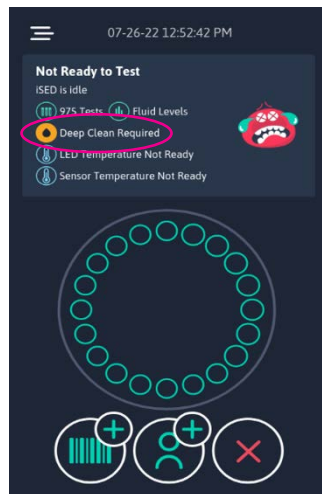 07-26-22 12:52:42 PM
Not Ready to Test
iSED is idle
975 Tests Fluid Levels
Deep Clean Required
LED Temperature Not Ready
Sensor Temperature Not Ready